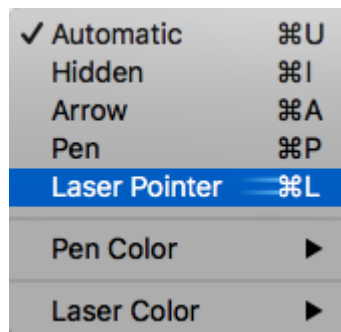 ✓ Automatic ⌘U
Hidden ⌘I
Arrow ⌘A
Pen ⌘P
Laser Pointer ⌘L
Pen Color ▶
Laser Color ▶